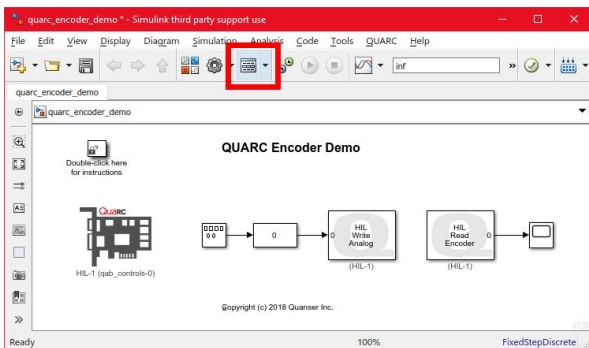 quarc_encoder_demo * - Simulink third party support use
File Edit View Display Diagram Simulation Analysis Code Tools QUARC Help
inf
»
quarc_encoder_demo
quarc_encoder_demo
?
Double-click here
for instructions
QUARC Encoder Demo
QUARC
0
0
HIL
Write
Analog
HIL
Read
Encoder
0
HIL-1 (qab_controls-0)
(HIL-1)
(HIL-1)
Copyright (c) 2018 Quanser Inc.
»
Ready
100%
FixedStepDiscrete